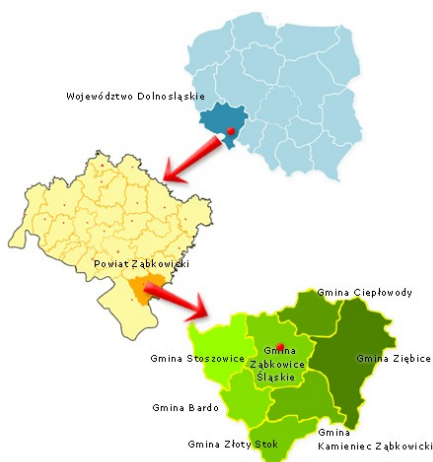 Województwo Dolnośląskie
Powiat Ząbkowicki
Gmina Ciepłowody
Gmina Stoszowice
Gmina
Ząbkowice
Śląskie
Gmina Ziębice
Gmina Bardo
Gmina Złoty Stok
Gmina
Kamieniec Ząbkowicki